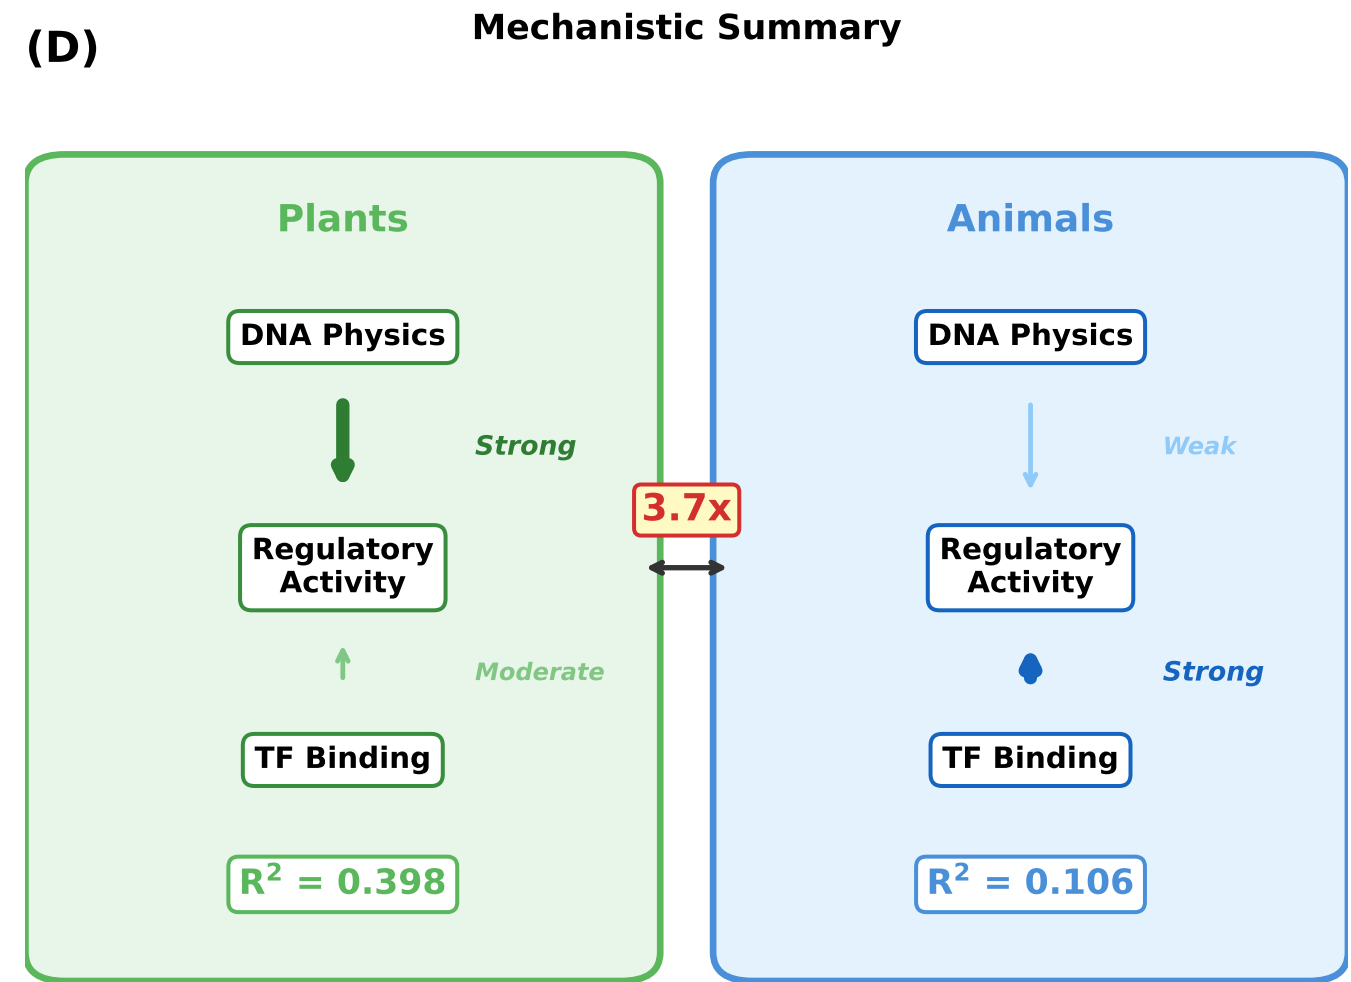 (D)
Mechanistic Summary
Plants
DNA Physics
Strong
Regulatory
Activity
Moderate
TF Binding
R² = 0.398
3.7x
Animals
DNA Physics
Weak
Regulatory
Activity
Strong
TF Binding
R² = 0.106